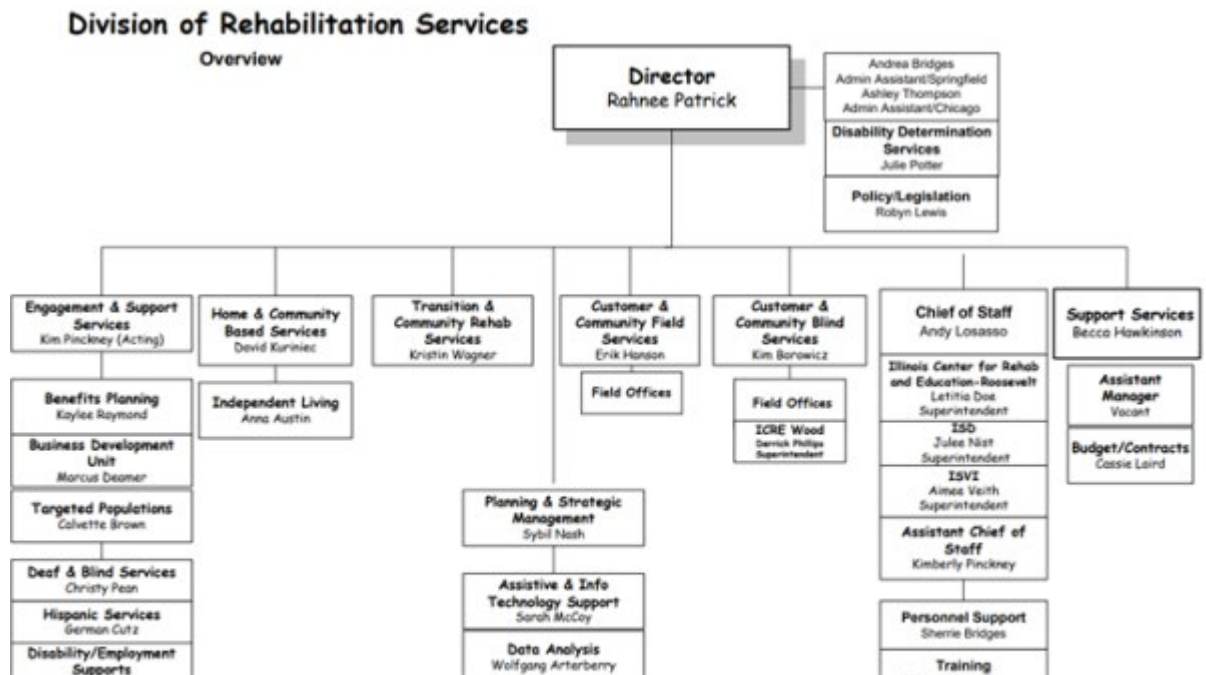 Division of Rehabilitation Services
Overview
Director
Rahnee Patrick
Andrea Bridges
Admin Assistant/Springfield
Ashley Thompson
Admin Assistant/Chicago
Disability Determination
Services
Julie Potter
Policy/Legislation
Robyn Lewis
Engagement & Support
Services
Kim Pinckney (Acting)
Benefits Planning
Kaylee Raymond
Business Development
Unit
Marcus Deamer
Targeted Populations
Calvette Brown
Deaf & Blind Services
Christy Pean
Hispanic Services
German Cutz
Disability/Employment
Supports
Home & Community
Based Services
David Kuriniec
Independent Living
Anna Austin
Transition &
Community Rehab
Services
Kristin Wagner
Planning & Strategic
Management
Sybil Nash
Assistive & Info
Technology Support
Sarah McCoy
Data Analysis
Wolfgang Arterberry
Customer &
Community Field
Services
Erik Hanson
Field Offices
Customer &
Community Blind
Services
Kim Borowicz
Field Offices
ICRE Wood
Derrick Phillips
Superintendent
Chief of Staff
Andy Losasso
Illinois Center for Rehab
and Education-Roosevelt
Letitia Doe
Superintendent
ISD
Julee Nist
Superintendent
ISVI
Aimee Veith
Superintendent
Assistant Chief of
Staff
Kimberly Pinckney
Personnel Support
Sherrie Bridges
Training
Support Services
Becca Hawkinson
Assistant
Manager
Vacant
Budget/Contracts
Cassie Laird